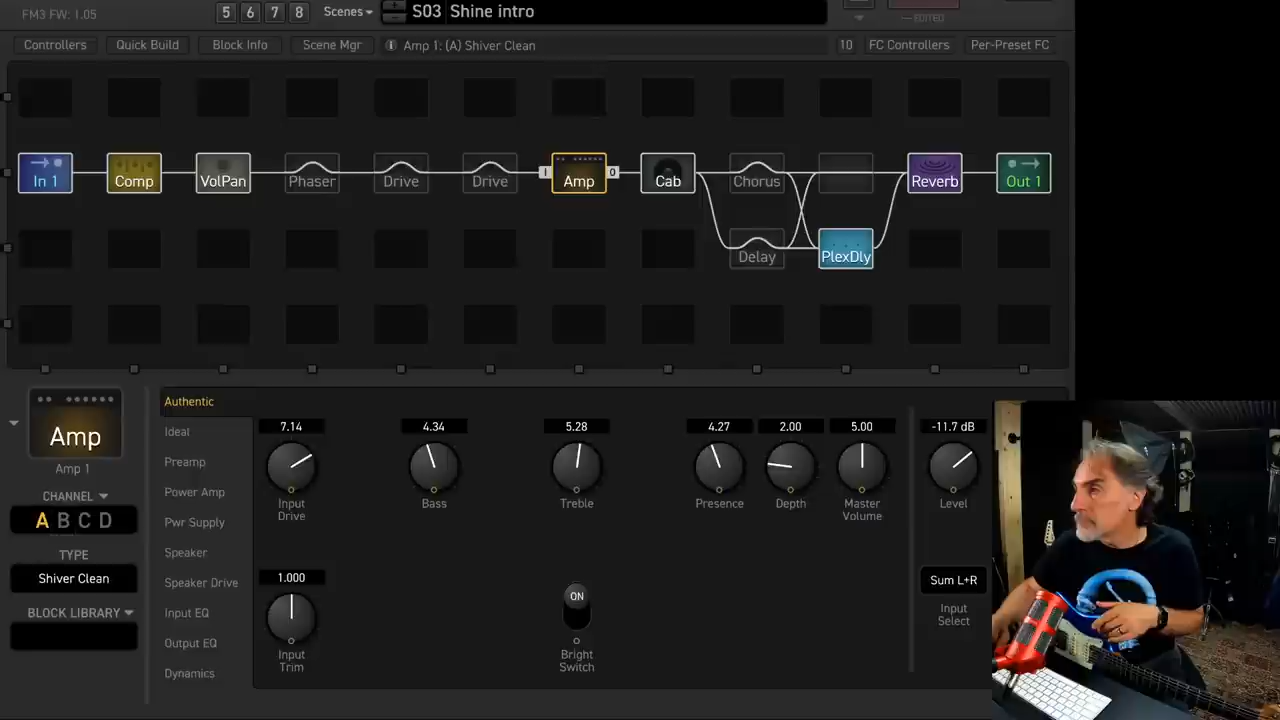 FM3 FW: 1.05
5 6 7 8
Scenes
S03 Shine intro
EDITED
Controllers
Quick Build
Block Info
Scene Mgr
Amp 1: (A) Shiver Clean
10
FC Controllers
Per-Preset FC
In 1
Comp
VolPan
Phaser
Drive
Drive
I
Amp
O
Cab
Chorus
Reverb
Out 1
Delay
PlexDly
Amp
Amp 1
CHANNEL
A B C D
TYPE
Shiver Clean
BLOCK LIBRARY
Authentic
Ideal
Preamp
Power Amp
Pwr Supply
Speaker
Speaker Drive
Input EQ
Output EQ
Dynamics
7.14
Input
Drive
4.34
Bass
5.28
Treble
4.27
Presence
2.00
Depth
5.00
Master
Volume
-11.7 dB
Level
1.000
Input
Trim
ON
Bright
Switch
Sum L+R
Input
Select